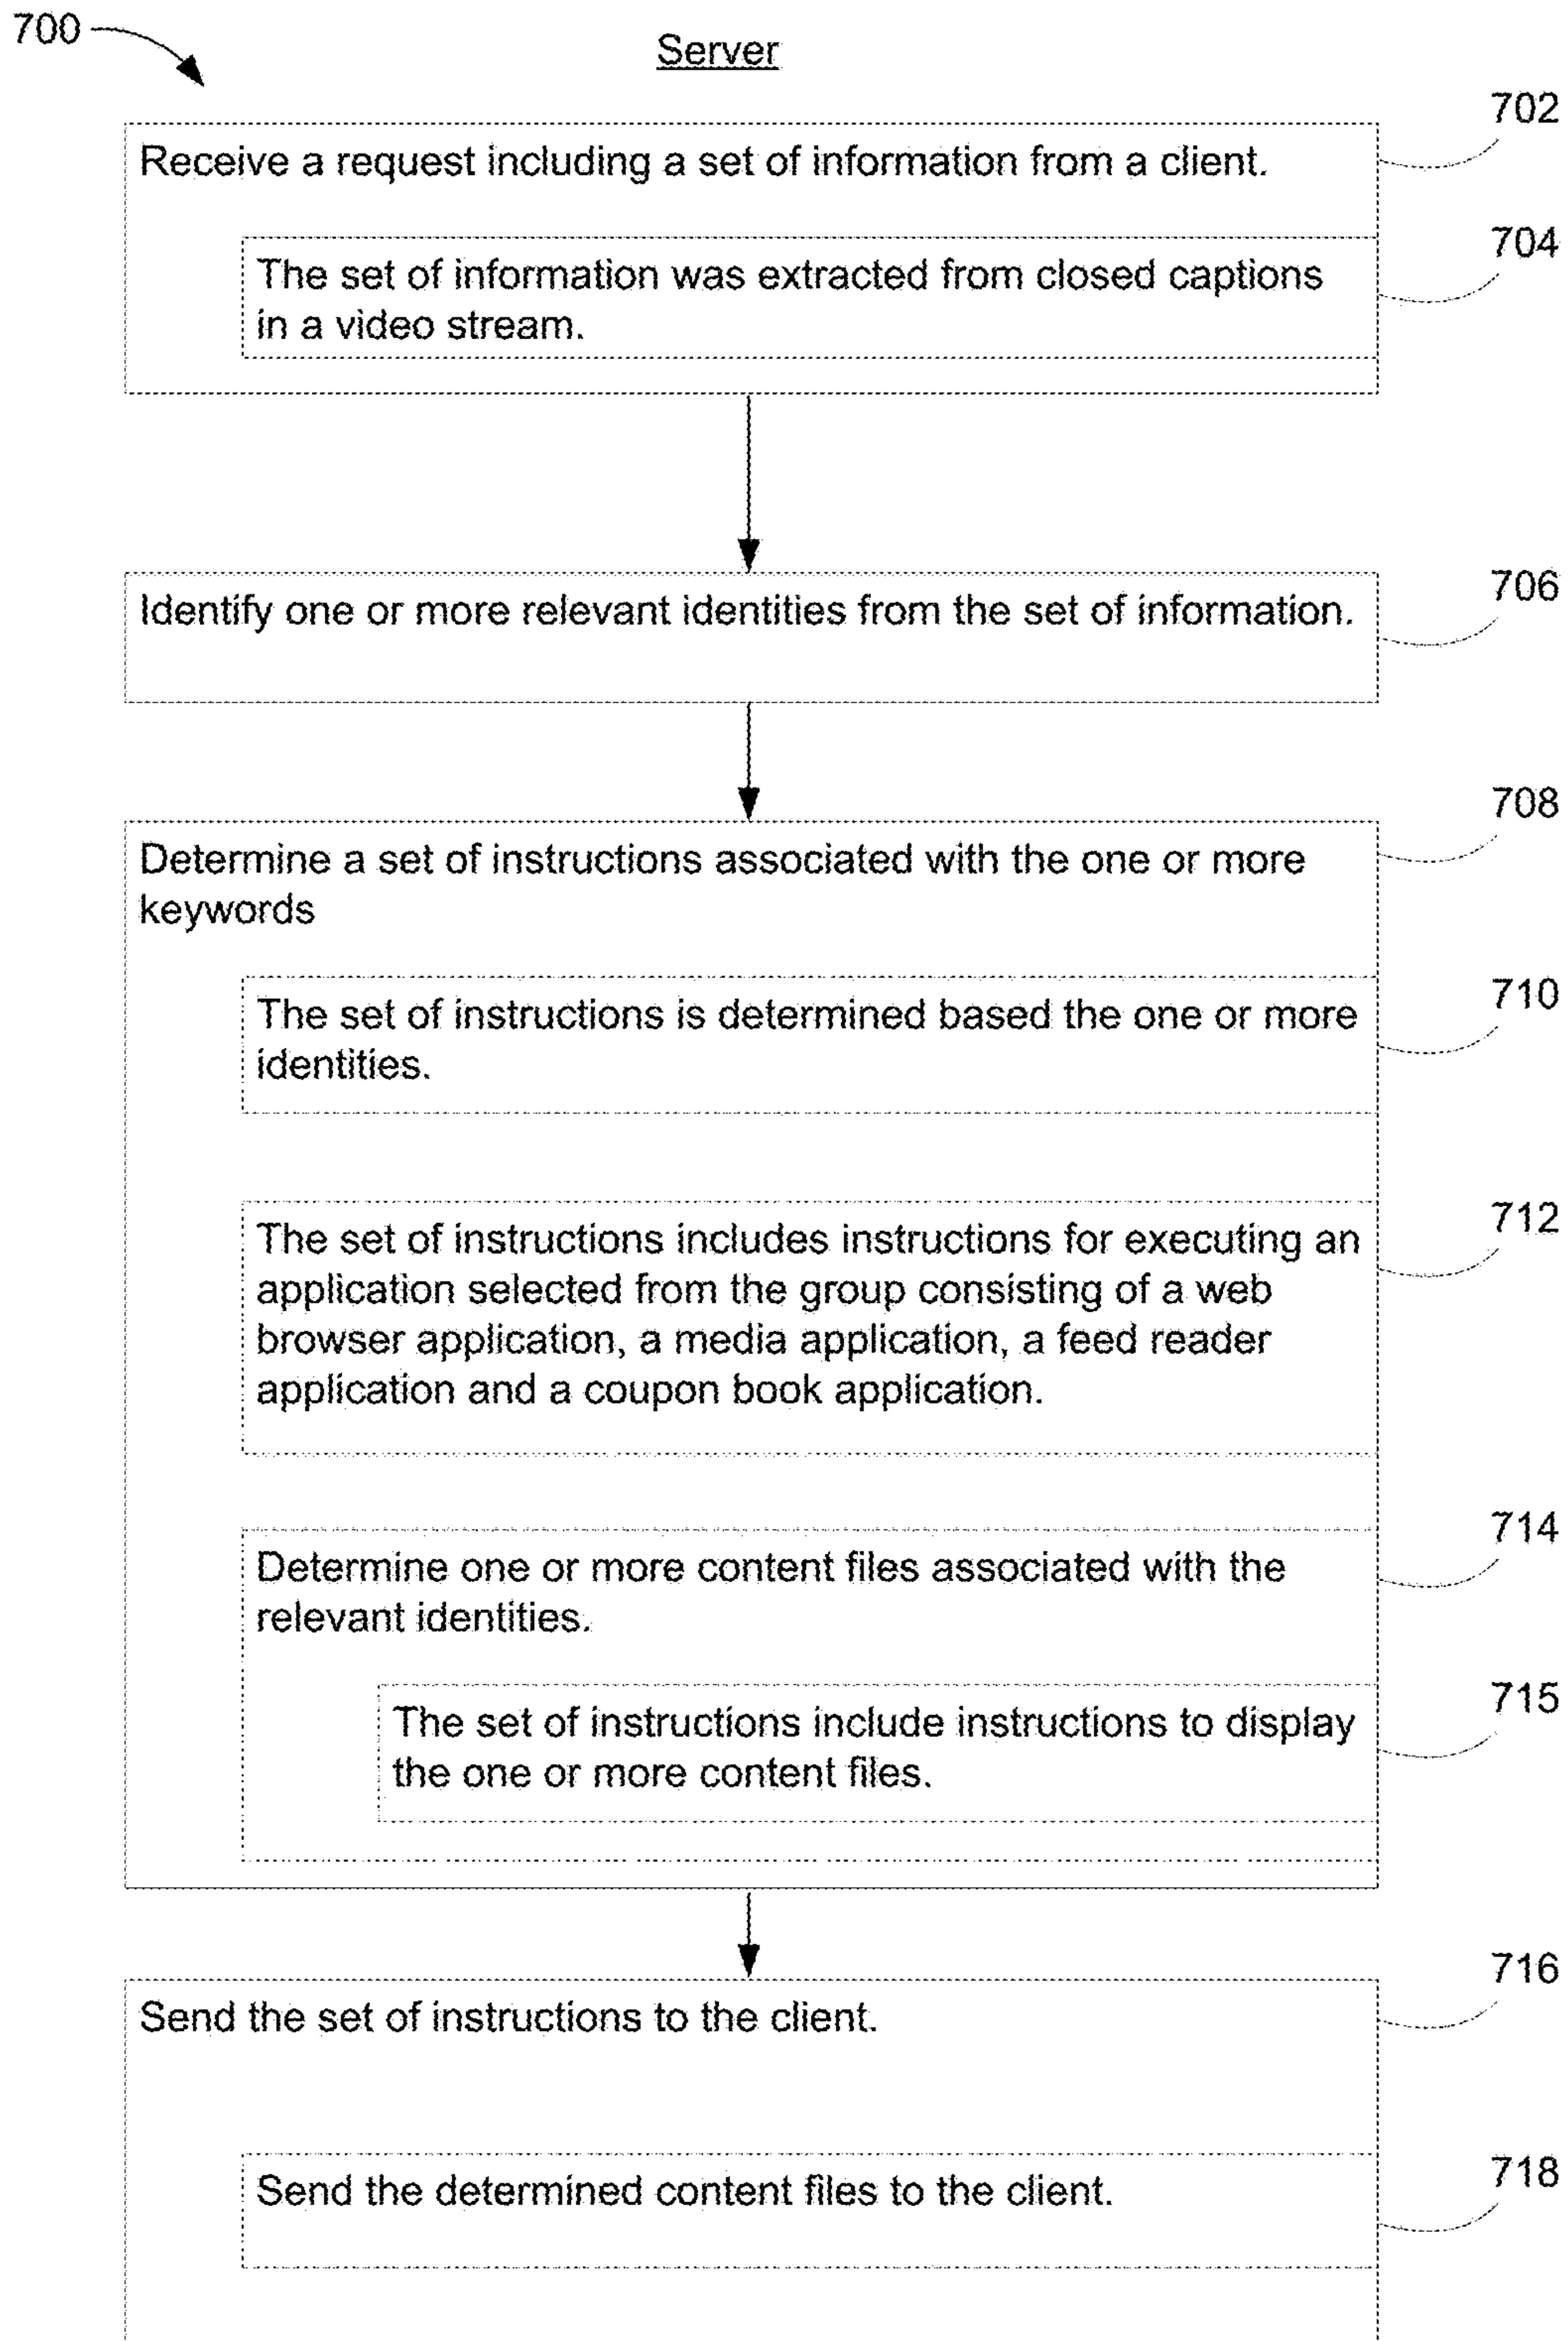 700
Server
702
Receive a request including a set of information from a client.
704
The set of information was extracted from closed captions
in a video stream.
706
Identify one or more relevant identities from the set of information.
708
Determine a set of instructions associated with the one or more
keywords
710
The set of instructions is determined based the one or more
identities.
712
The set of instructions includes instructions for executing an
application selected from the group consisting of a web
browser application, a media application, a feed reader
application and a coupon book application.
714
Determine one or more content files associated with the
relevant identities.
715
The set of instructions include instructions to display
the one or more content files.
716
Send the set of instructions to the client.
718
Send the determined content files to the client.